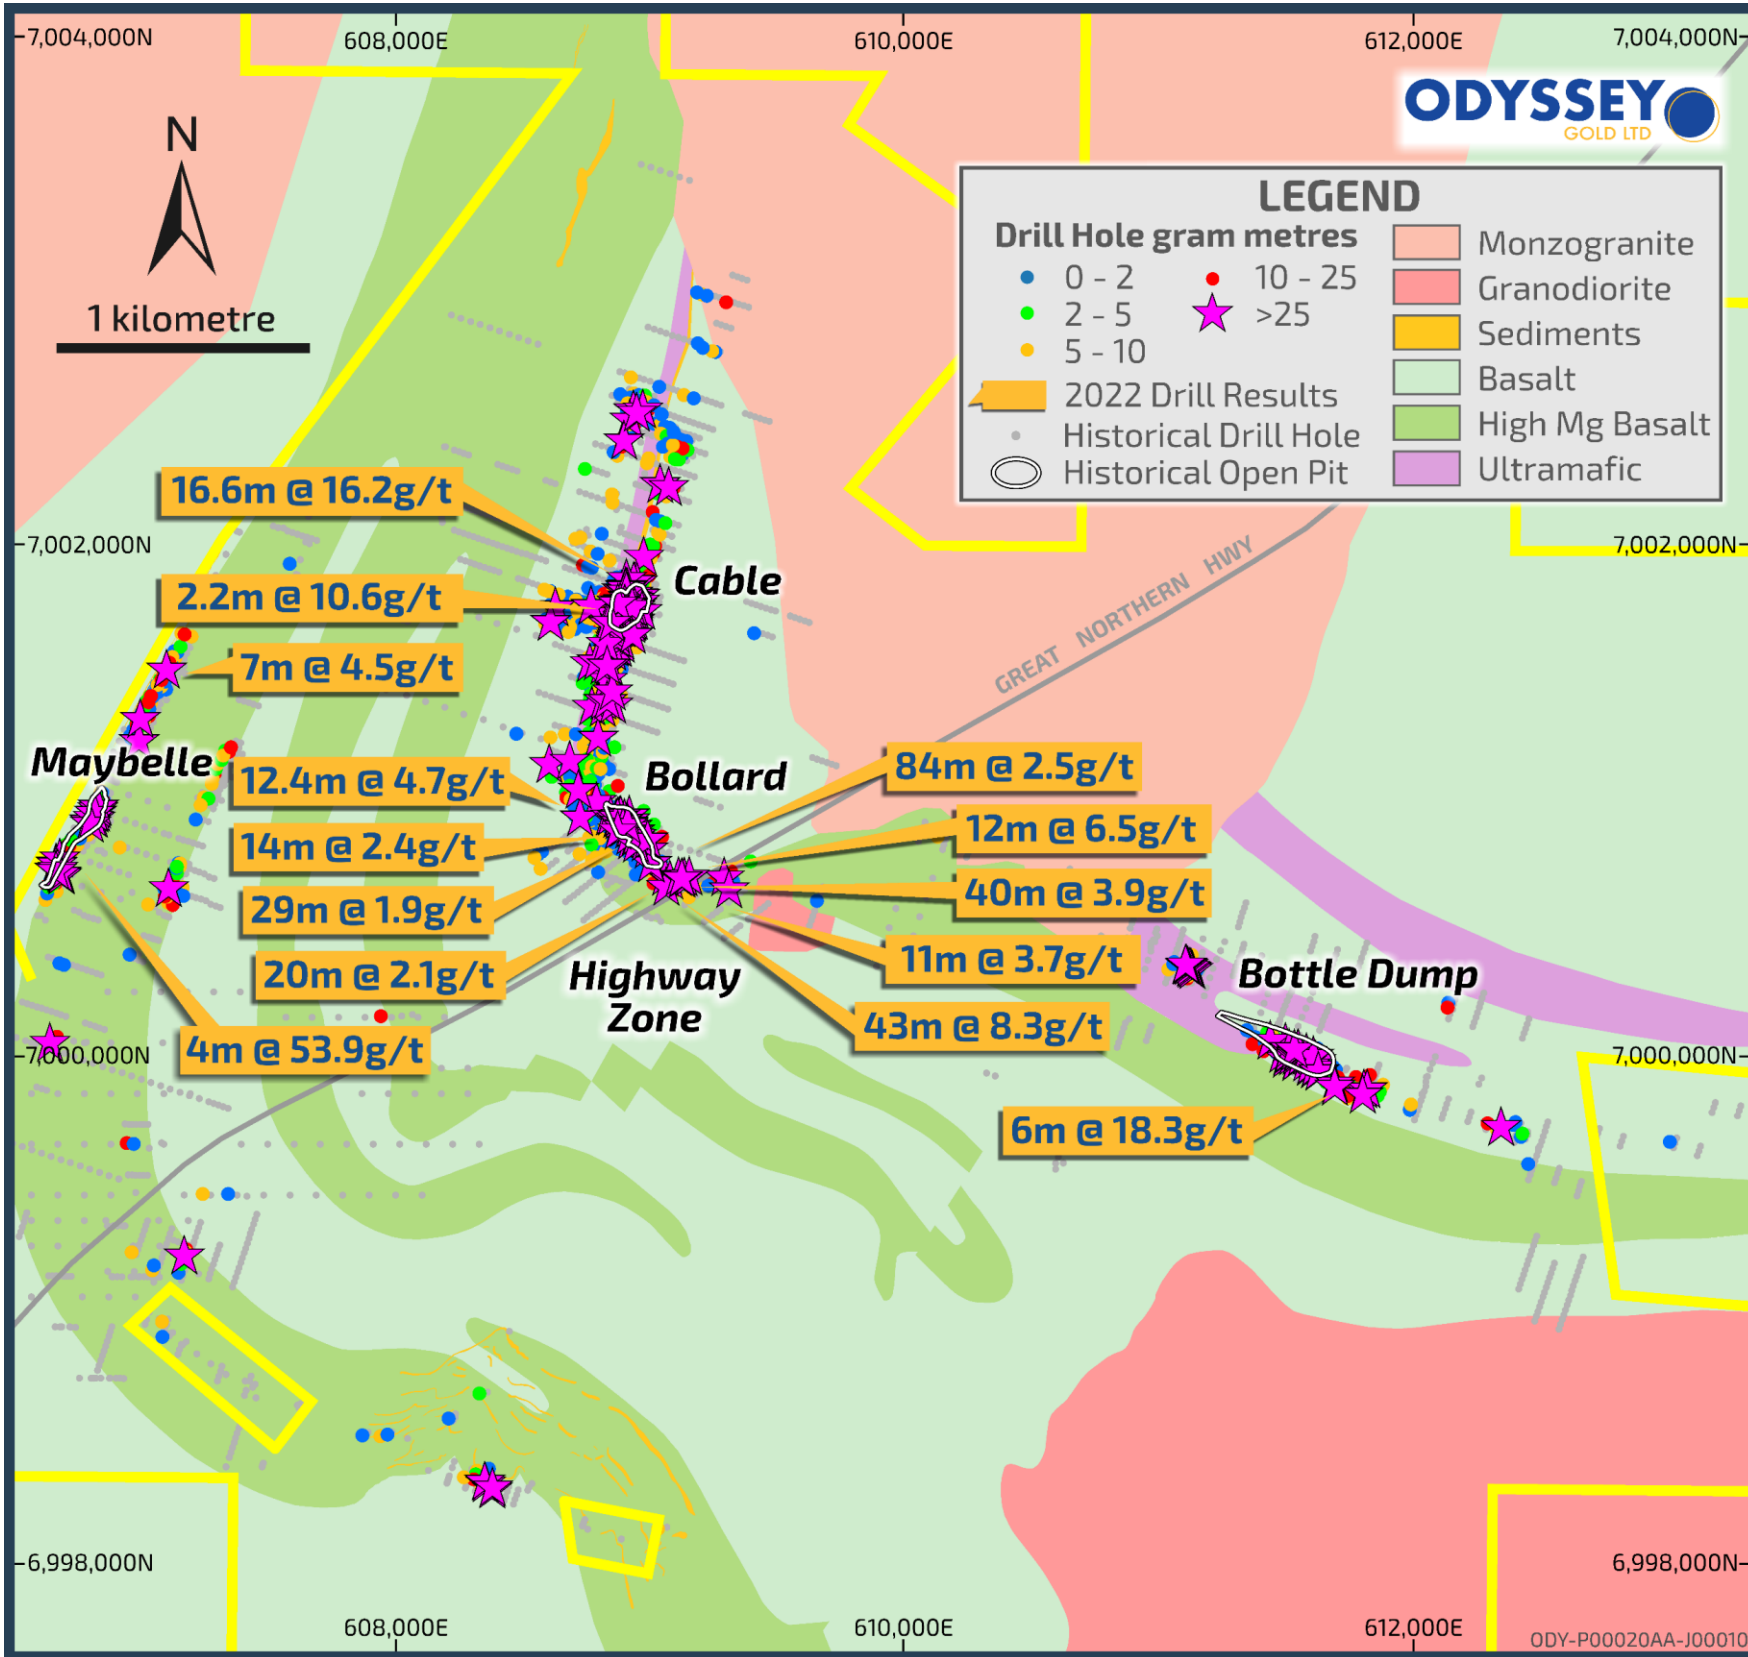 7,004,000N
608,000E
610,000E
612,000E
7,004,000N
ODYSSEY
GOLD LTD
N
1 kilometre
LEGEND
Drill Hole gram metres
0 - 2
2 - 5
5 - 10
10 - 25
>25
2022 Drill Results
Historical Drill Hole
Historical Open Pit
Monzogranite
Granodiorite
Sediments
Basalt
High Mg Basalt
Ultramafic
16.6m @ 16.2g/t
7,002,000N
7,002,000N
GREAT NORTHERN HWY
Cable
2.2m @ 10.6g/t
7m @ 4.5g/t
Maybelle
12.4m @ 4.7g/t
Bollard
84m @ 2.5g/t
14m @ 2.4g/t
12m @ 6.5g/t
29m @ 1.9g/t
40m @ 3.9g/t
20m @ 2.1g/t
Highway
Zone
11m @ 3.7g/t
Bottle Dump
43m @ 8.3g/t
4m @ 53.9g/t
7,000,000N
7,000,000N
6m @ 18.3g/t
6,998,000N
6,998,000N
608,000E
610,000E
612,000E
ODY-P00020AA-J00010